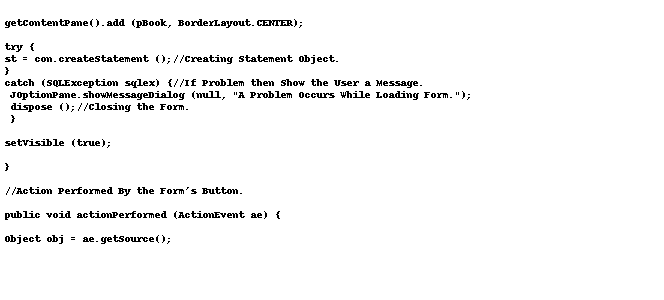 getContentPane().add (pBook, BorderLayout.CENTER);
try {
st = con.createStatement ();//Creating Statement Object.
}
catch (SQLException sqlex) {//If Problem then Show the User a Message.
JOptionPane.showMessageDialog (null, "A Problem Occurs While Loading Form.");
dispose ();//Closing the Form.
}
setVisible (true);
}
//Action Performed By the Form's Button.
public void actionPerformed (ActionEvent ae) {
Object obj = ae.getSource();